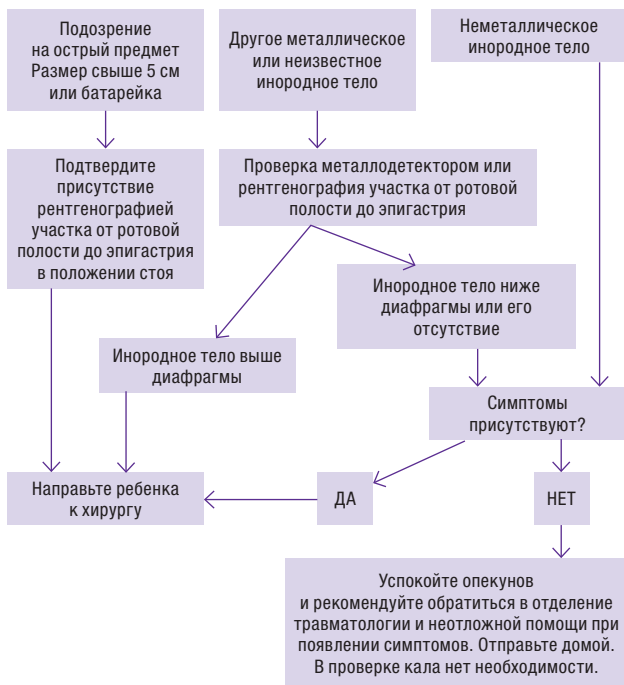 Подозрение
на острый предмет
Размер свыше 5 см
или батарейка
Другое металлическое
или неизвестное
инородное тело
Неметаллическое
инородное тело
Подтвердите
присутствие
рентгенографией
участка от ротовой
полости до эпигастрия
в положении стоя
Проверка металлодетектором или
рентгенография участка от ротовой
полости до эпигастрия
Инородное тело ниже
диафрагмы или его
отсутствие
Инородное тело выше
диафрагмы
Симптомы
присутствуют?
Направьте ребенка
к хирургу
ДА
НЕТ
Успокойте опекунов
и рекомендуйте обратиться в отделение
травматологии и неотложной помощи при
появлении симптомов. Отправьте домой.
В проверке кала нет необходимости.